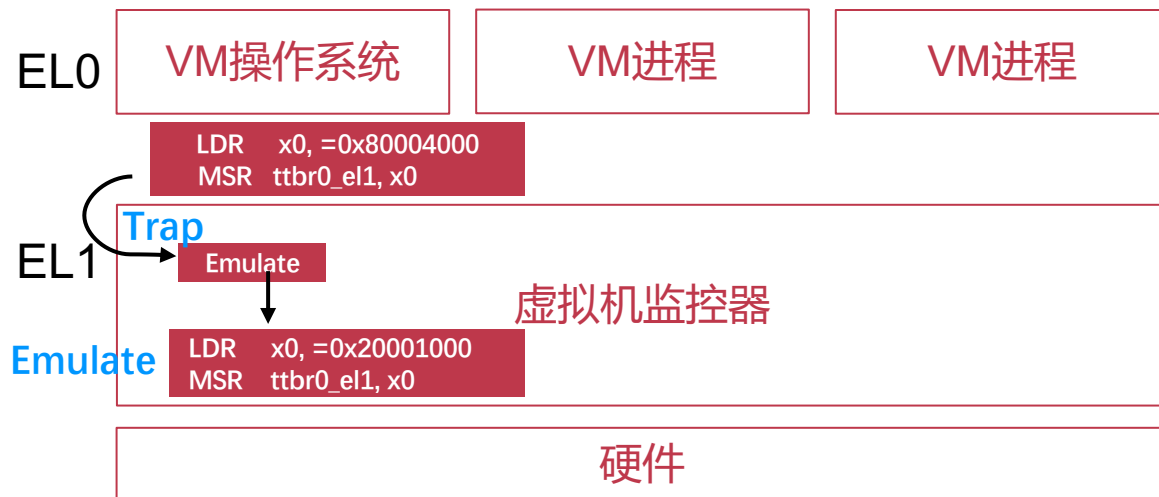 EL0
VM操作系统
VM进程
VM进程
LDR x0, =0x80004000
MSR ttbr0_el1, x0
Trap
EL1
Emulate
虚拟机监控器
Emulate
LDR x0, =0x20001000
MSR ttbr0_el1, x0
硬件